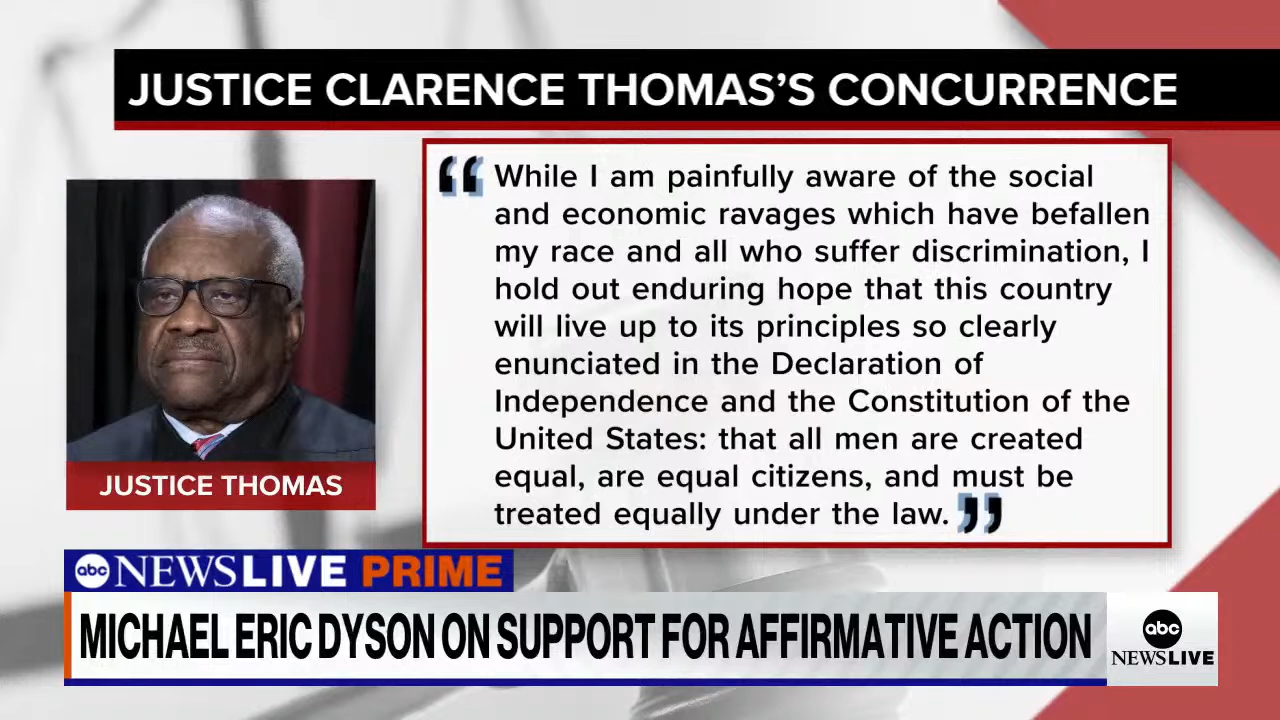 JUSTICE CLARENCE THOMAS’S CONCURRENCE
“ While I am painfully aware of the social
and economic ravages which have befallen
my race and all who suffer discrimination, I
hold out enduring hope that this country
will live up to its principles so clearly
enunciated in the Declaration of
Independence and the Constitution of the
United States: that all men are created
equal, are equal citizens, and must be
treated equally under the law. ”
JUSTICE THOMAS
abc NEWS LIVE PRIME
MICHAEL ERIC DYSON ON SUPPORT FOR AFFIRMATIVE ACTION
abc
NEWS LIVE